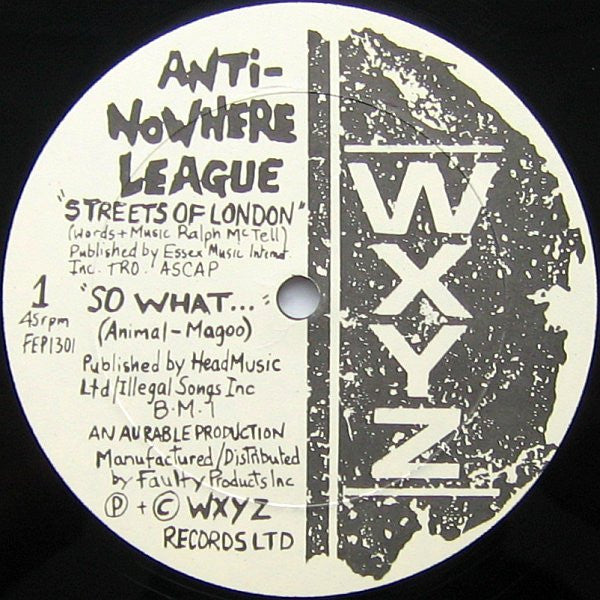 ANTi-
NOWHERE
LEAGUE
"STREETS OF LONDON"
(words + Music Ralph McTell)
Published by Essex Music Internat.
Inc. TRO. ASCAP
1
45rpm
FEP1301
"SO WHAT..."
(Animal-Magoo)
Published by HeadMusic
Ltd/Illegal Songs Inc
B·M·I
AN AURABLE PRODUCTION
Manufactured/Distributed
by Faulty Products Inc
Ⓟ + © WXYZ
RECORDS LTD
W
X
Y
Z